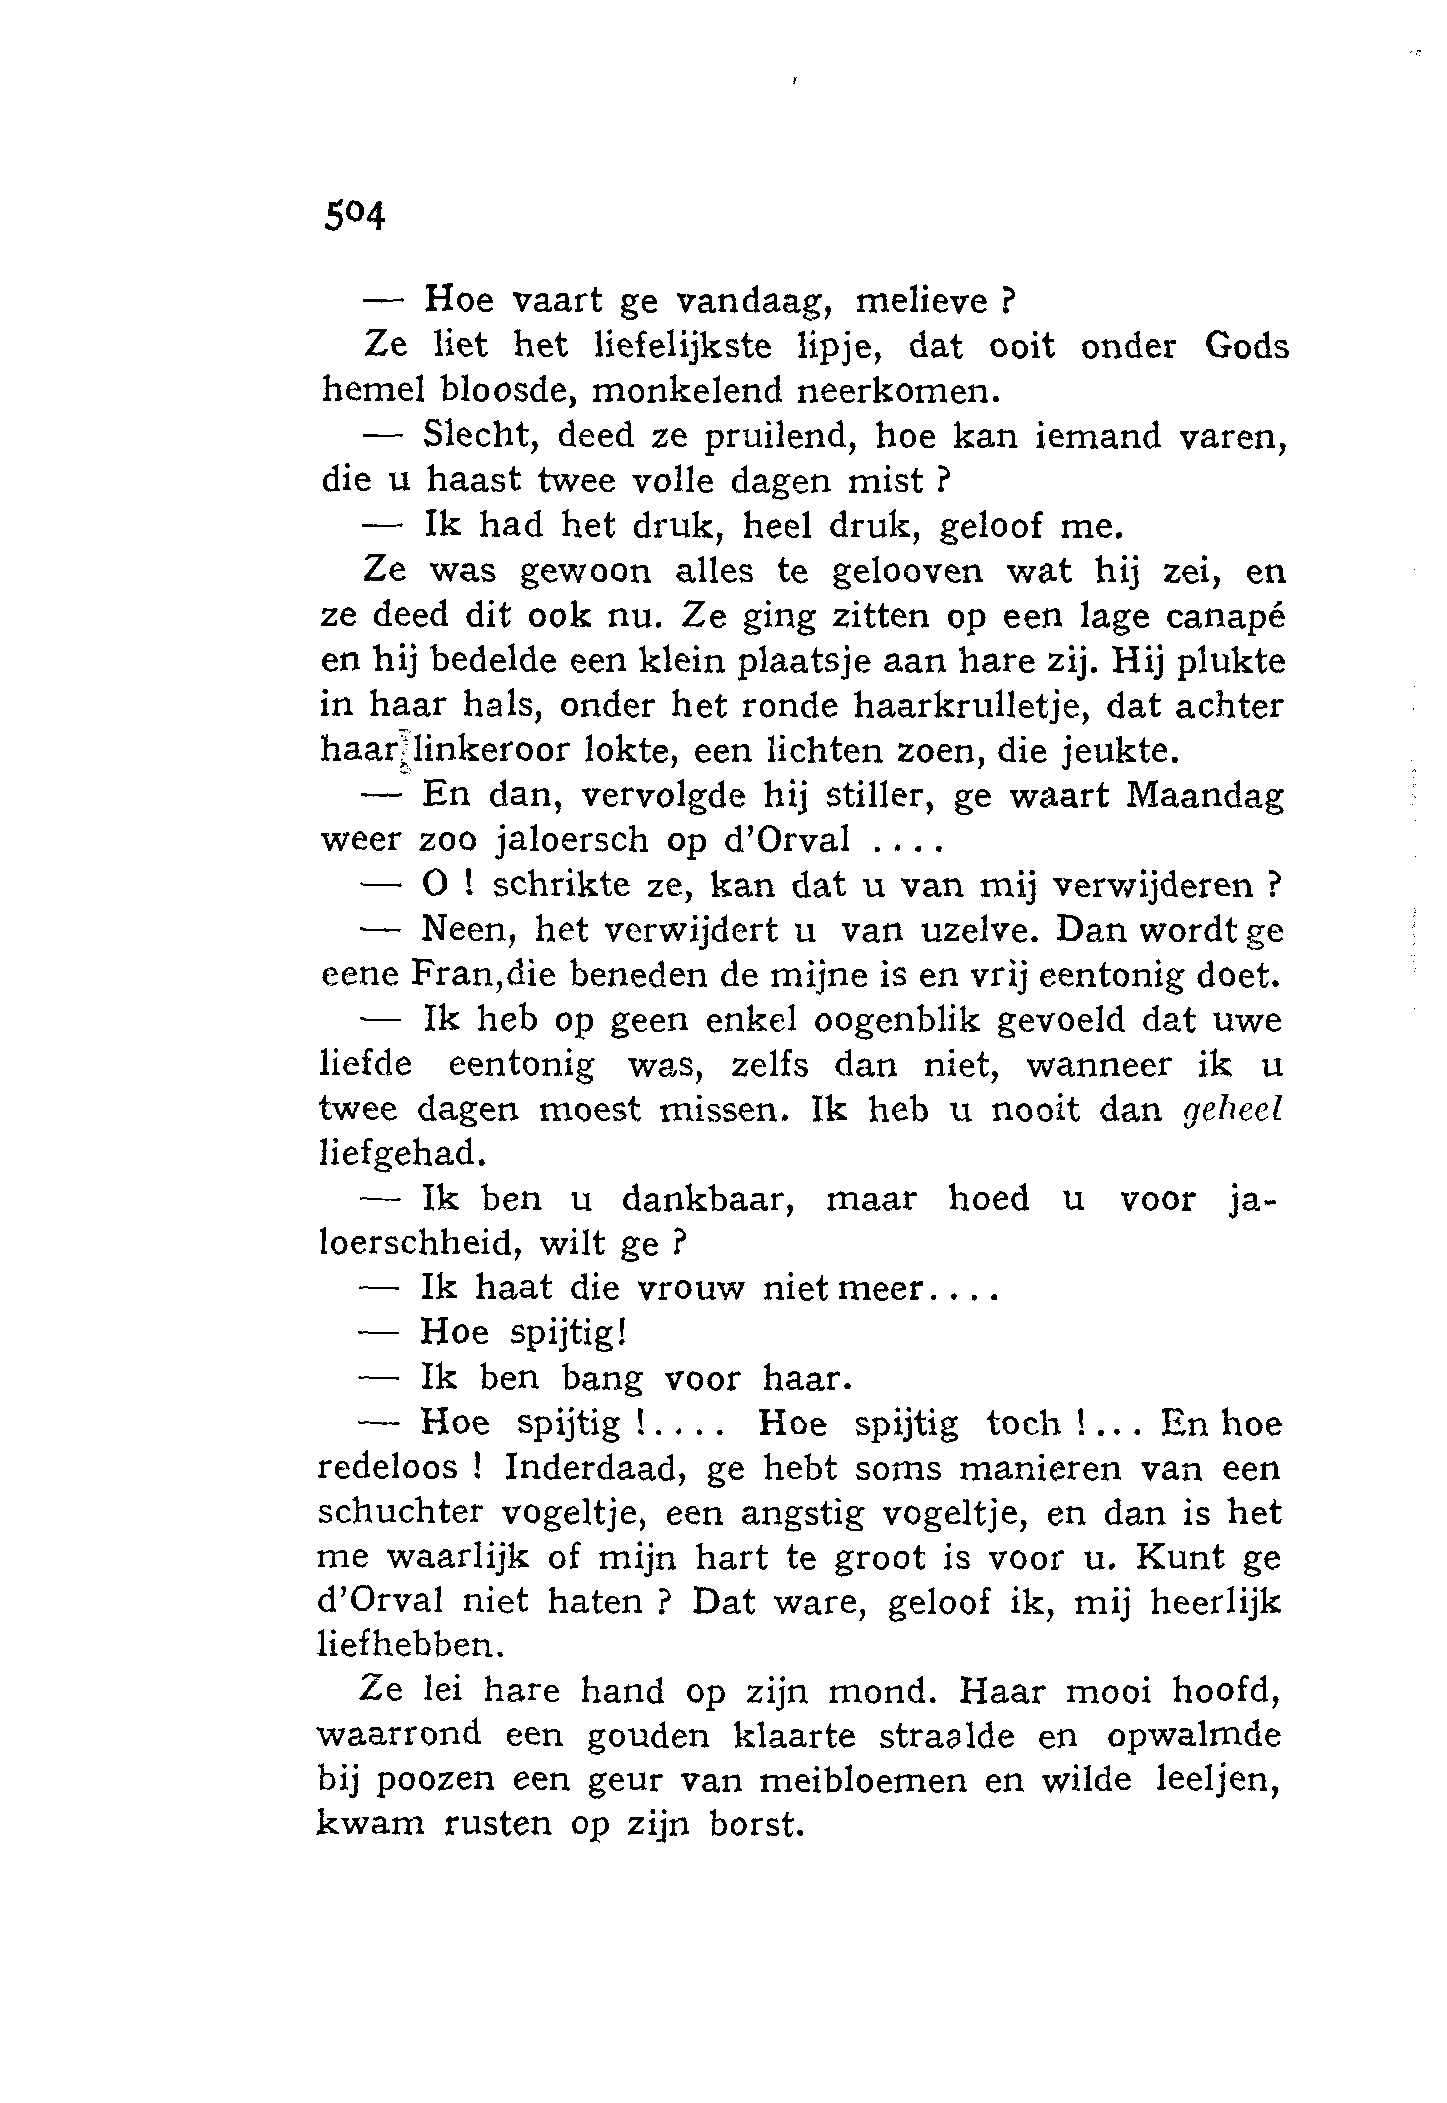 504
— Hoe vaart ge vandaag, melieve ?
Ze liet het liefelijkste lipje, dat ooit onder Gods
hemel bloosde, monkelend neerkomen.
— Slecht, deed ze pruilend, hoe kan iemand varen,
die u haast twee volle dagen mist ?
— Ik had het druk, heel druk, geloof me.
Ze was gewoon alles te gelooven wat hij zei, en
ze deed dit ook nu. Ze ging zitten op een lage canapé
en hij bedelde een klein plaatsje aan hare zij. Hij plukte
in haar hals, onder het ronde haarkrulletje, dat achter
haar linkeroor lokte, een lichten zoen, die jeukte.
— En dan, vervolgde hij stiller, ge waart Maandag
weer zoo jaloersch op d'Orval ....
— O ! schrikte ze, kan dat u van mij verwijderen ?
— Neen, het verwijdert u van uzelve. Dan wordt ge
eene Fran,die beneden de mijne is en vrij eentonig doet.
— Ik heb op geen enkel oogenblik gevoeld dat uwe
liefde eentonig was, zelfs dan niet, wanneer ik u
twee dagen moest missen. Ik heb u nooit dan geheel
liefgehad.
— Ik ben u dankbaar, maar hoed u voor ja-
loerschheid, wilt ge ?
— Ik haat die vrouw niet meer....
— Hoe spijtig!
— Ik ben bang voor haar.
— Hoe spijtig !.... Hoe spijtig toch !... En hoe
redeloos ! Inderdaad, ge hebt soms manieren van een
schuchter vogeltje, een angstig vogeltje, en dan is het
me waarlijk of mijn hart te groot is voor u. Kunt ge
d'Orval niet haten ? Dat ware, geloof ik, mij heerlijk
liefhebben.
Ze lei hare hand op zijn mond. Haar mooi hoofd,
waarrond een gouden klaarte straalde en opwalmde
bij poozen een geur van meibloemen en wilde leeljen,
kwam rusten op zijn borst.